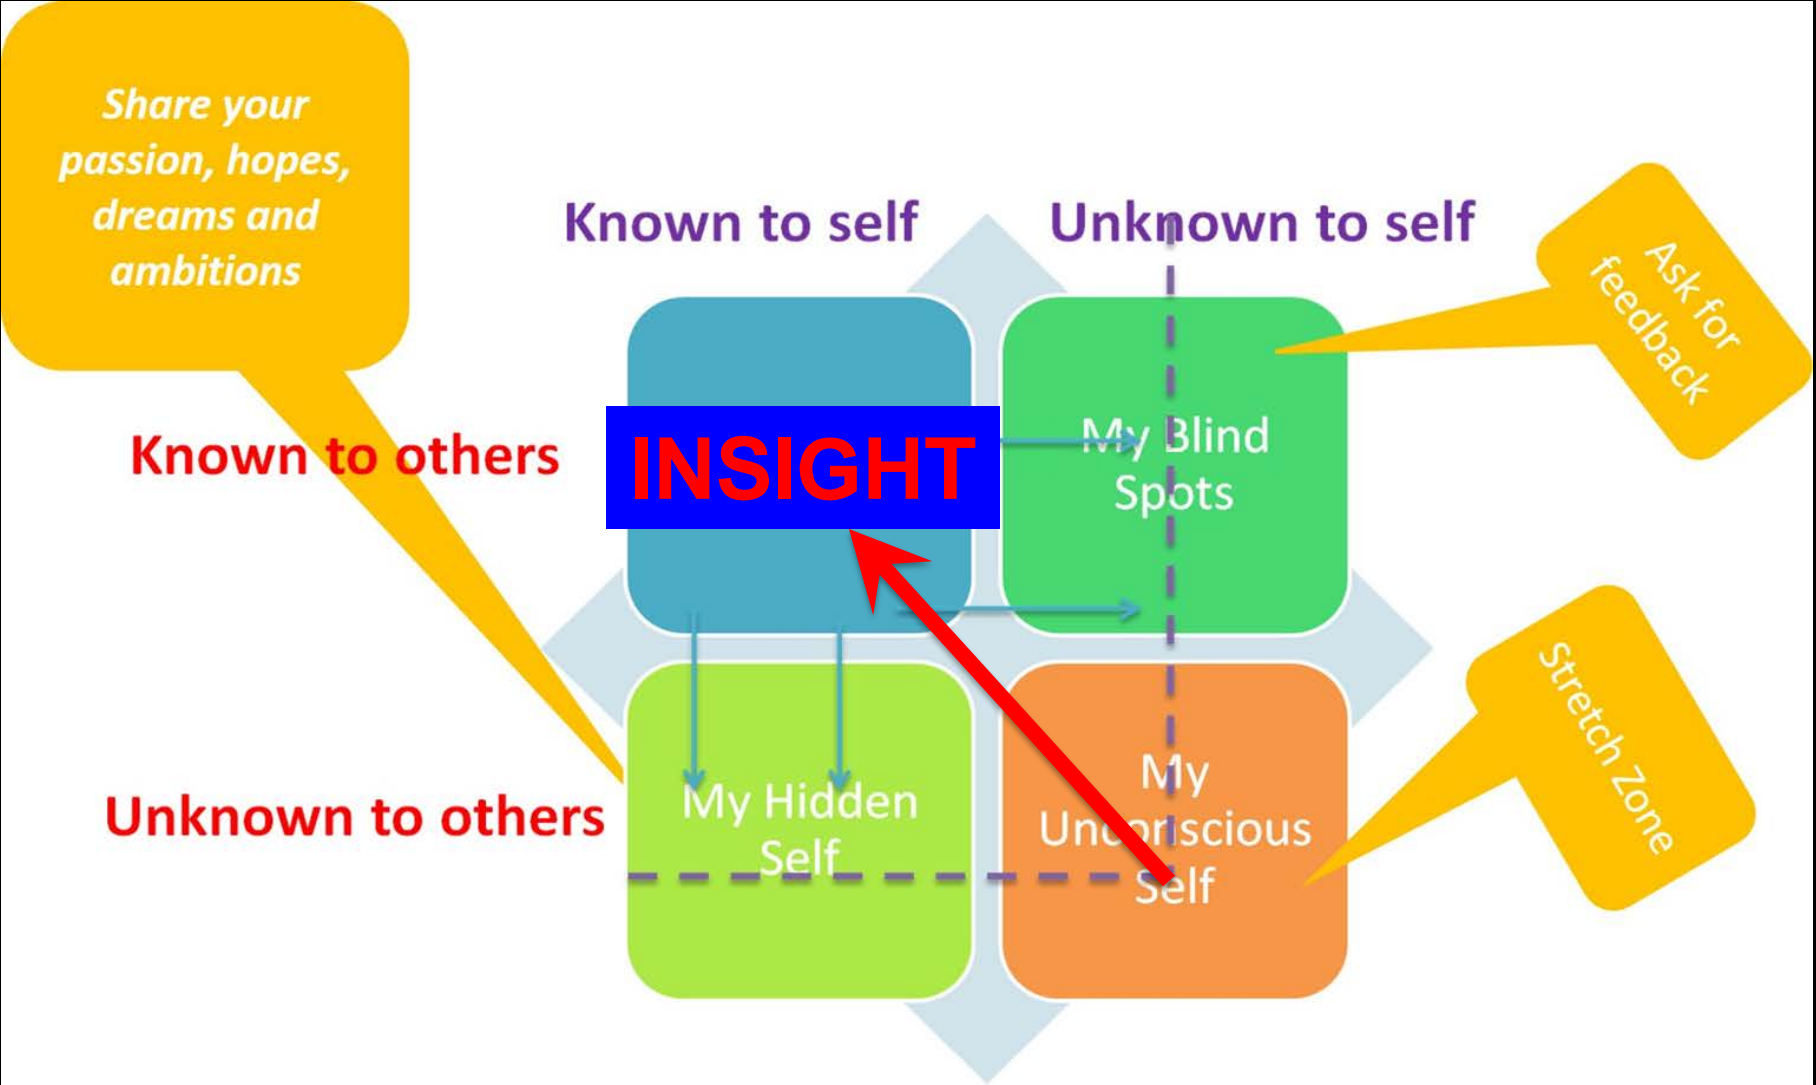 Share your
passion, hopes,
dreams and
ambitions
Known to self
Unknown to self
Ask for
feedback
Known to others
INSIGHT
My Blind
Spots
Unknown to others
My Hidden
Self
My
Unconscious
Self
Stretch Zone